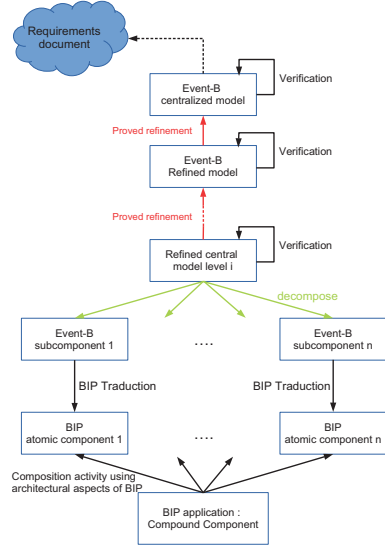 Requirements
document
Event-B
centralized model
Verification
Proved refinement
Event-B
Refined model
Verification
Proved refinement
Refined central
model level i
Verification
decompose
Event-B
subcomponent 1
....
Event-B
subcomponent n
BIP Traduction
BIP Traduction
BIP
atomic component 1
....
BIP
atomic component n
Composition activity using
architectural aspects of BIP
BIP application :
Compound Component